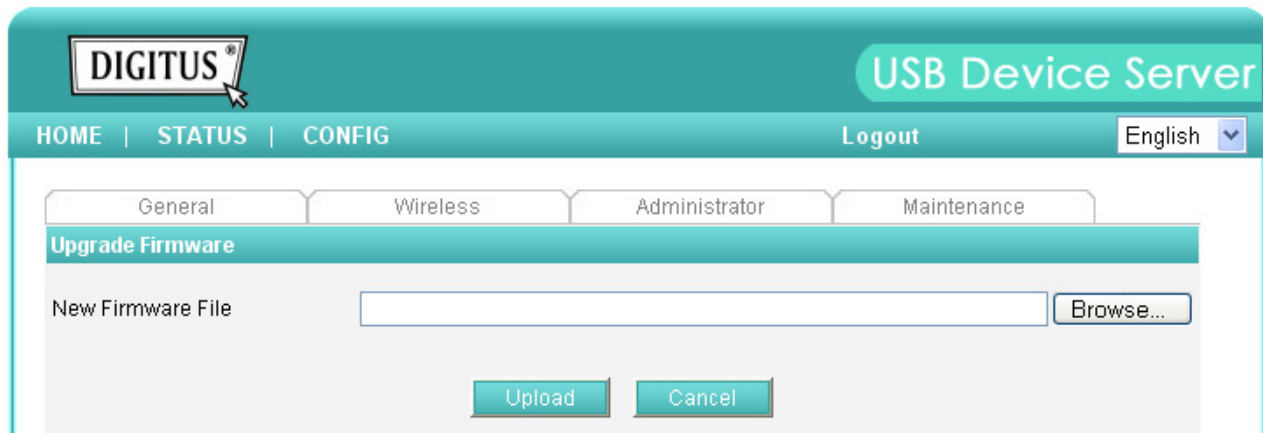 DIGITUS®
USB Device Server
HOME | STATUS | CONFIG Logout English
General Wireless Administrator Maintenance
Upgrade Firmware
New Firmware File Browse...
Upload Cancel